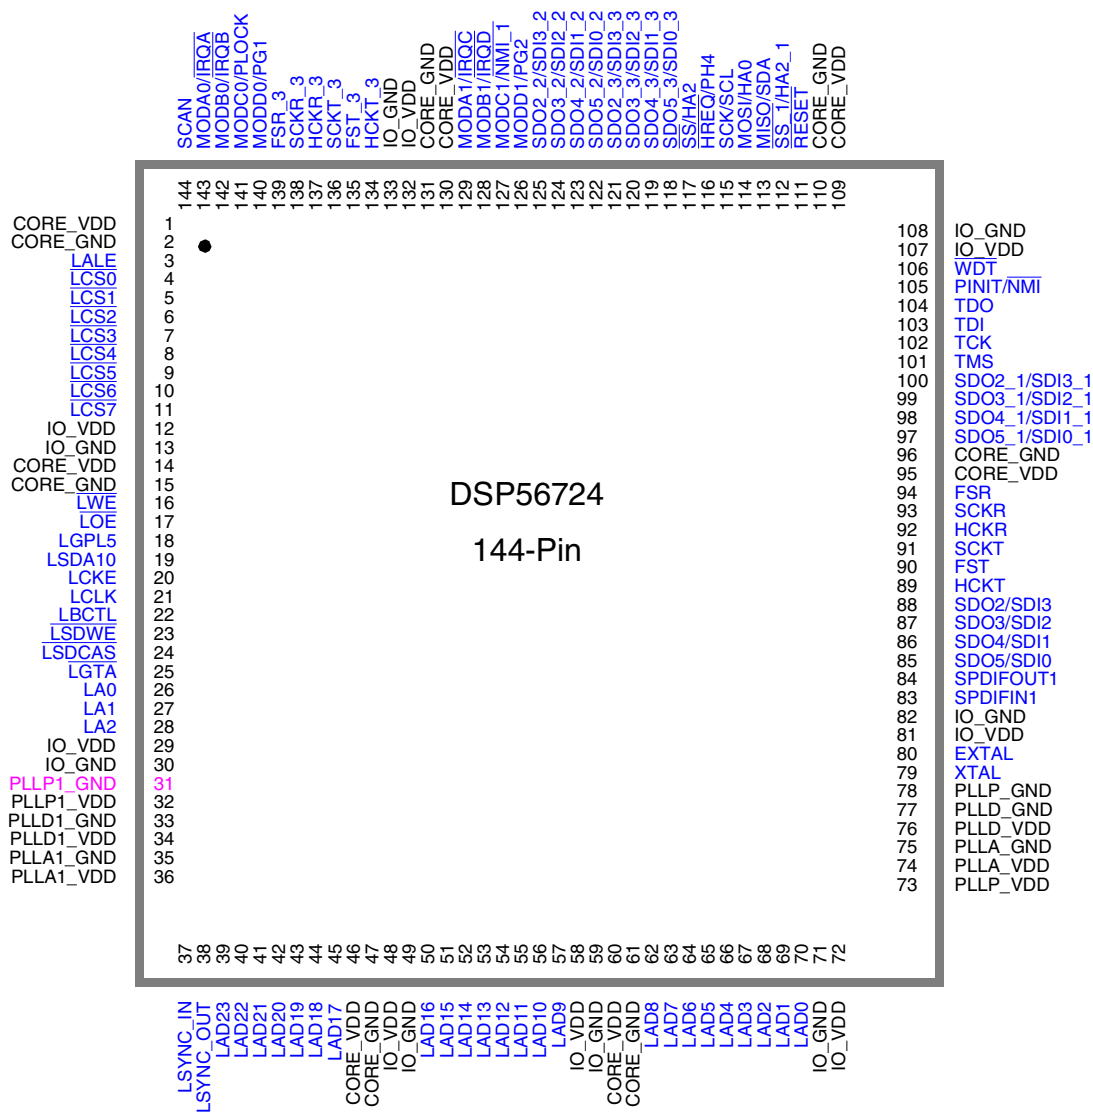 SCAN
MODA0/IRQA
MODB0/IRQB
MODC0/PLOCK
MODD0/PG1
FSR_3
SCKR_3
HCKR_3
SCKT_3
FST_3
HCKT_3
IO_GND
IO_VDD
CORE_GND
CORE_VDD
MODA1/IRQC
MODB1/IRQD
MODC1/NMI_1
MODD1/PG2
SDO2_2/SDI3_2
SDO3_2/SDI2_2
SDO4_2/SDI1_2
SDO5_2/SDI0_2
SDO2_3/SDI3_3
SDO3_3/SDI2_3
SDO4_3/SDI1_3
SDO5_3/SDI0_3
SS/HA2
HREQ/PH4
SCK/SCL
MOSI/HA0
MISO/SDA
SS_1/HA2_1
RESET
CORE_GND
CORE_VDD
144
143
142
141
140
139
138
137
136
135
134
133
132
131
130
129
128
127
126
125
124
123
122
121
120
119
118
117
116
115
114
113
112
111
110
109
CORE_VDD 1
CORE_GND 2
LALE 3
LCS0 4
LCS1 5
LCS2 6
LCS3 7
LCS4 8
LCS5 9
LCS6 10
LCS7 11
IO_VDD 12
IO_GND 13
CORE_VDD 14
CORE_GND 15
LWE 16
LOE 17
LGPL5 18
LSDA10 19
LCKE 20
LCLK 21
LBCTL 22
LSDWE 23
LSDCAS 24
LGTA 25
LA0 26
LA1 27
LA2 28
IO_VDD 29
IO_GND 30
PLLP1_GND 31
PLLP1_VDD 32
PLLD1_GND 33
PLLD1_VDD 34
PLLA1_GND 35
PLLA1_VDD 36
DSP56724
144-Pin
108 IO_GND
107 IO_VDD
106 WDT
105 PINIT/NMI
104 TDO
103 TDI
102 TCK
101 TMS
100 SDO2_1/SDI3_1
99 SDO3_1/SDI2_1
98 SDO4_1/SDI1_1
97 SDO5_1/SDI0_1
96 CORE_GND
95 CORE_VDD
94 FSR
93 SCKR
92 HCKR
91 SCKT
90 FST
89 HCKT
88 SDO2/SDI3
87 SDO3/SDI2
86 SDO4/SDI1
85 SDO5/SDI0
84 SPDIFOUT1
83 SPDIFIN1
82 IO_GND
81 IO_VDD
80 EXTAL
79 XTAL
78 PLLP_GND
77 PLLD_GND
76 PLLD_VDD
75 PLLA_GND
74 PLLA_VDD
73 PLLP_VDD
37
38
39
40
41
42
43
44
45
46
47
48
49
50
51
52
53
54
55
56
57
58
59
60
61
62
63
64
65
66
67
68
69
70
71
72
LSYNC_IN
LSYNC_OUT
LAD23
LAD22
LAD21
LAD20
LAD19
LAD18
LAD17
CORE_VDD
CORE_GND
IO_VDD
IO_GND
LAD16
LAD15
LAD14
LAD13
LAD12
LAD11
LAD10
LAD9
IO_VDD
IO_GND
CORE_VDD
CORE_GND
LAD8
LAD7
LAD6
LAD5
LAD4
LAD3
LAD2
LAD1
LAD0
IO_GND
IO_VDD